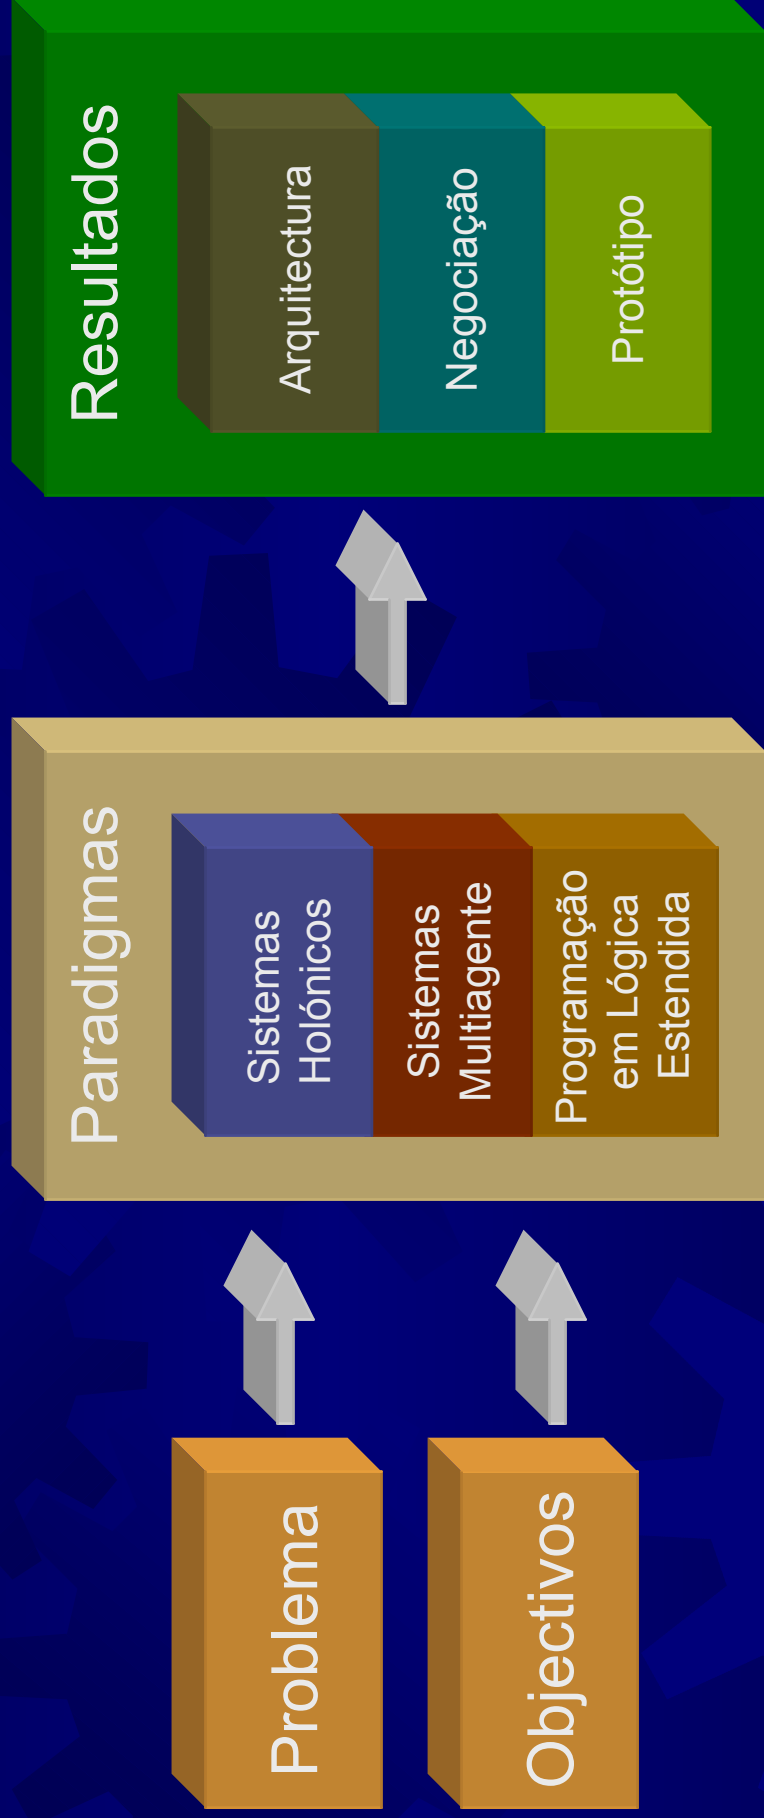 Problema
Objectivos
Paradigmas
Sistemas
Holónicos
Sistemas
Multiagente
Programação
em Lógica
Estendida
Resultados
Arquitectura
Negociação
Protótipo